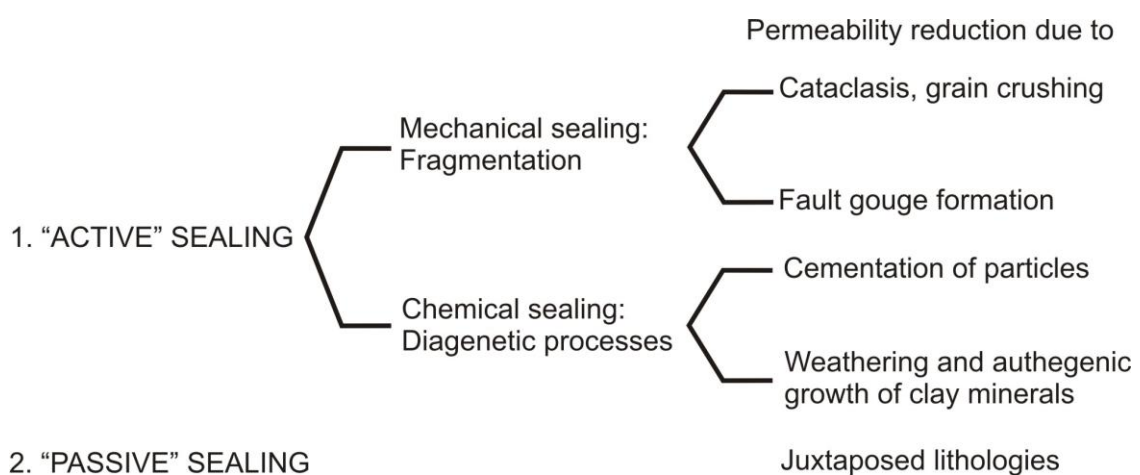 Permeability reduction due to
Cataclasis, grain crushing
Mechanical sealing:
Fragmentation
Fault gouge formation
1. “ACTIVE” SEALING
Cementation of particles
Chemical sealing:
Diagenetic processes
Weathering and authegenic
growth of clay minerals
2. “PASSIVE” SEALING
Juxtaposed lithologies